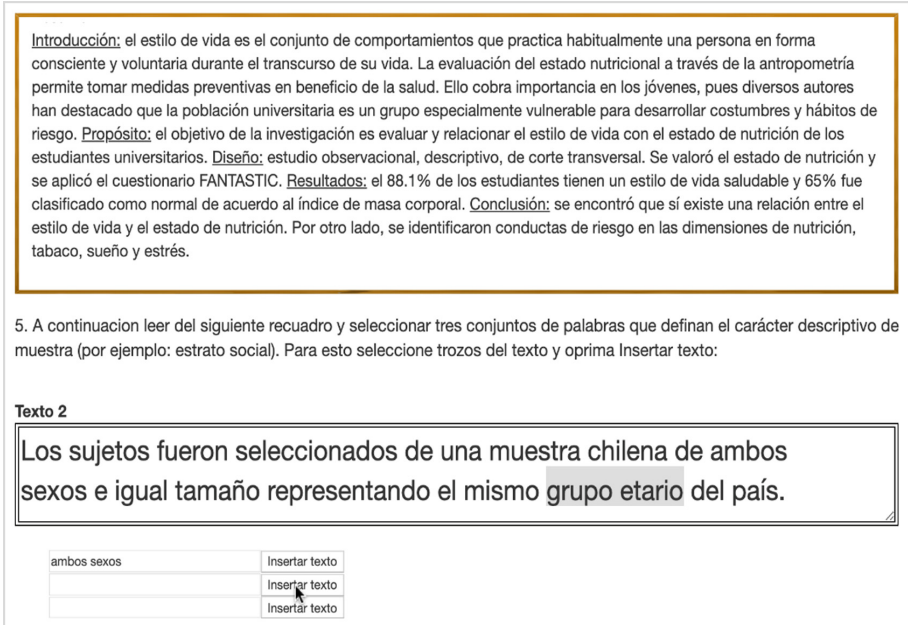 Introducción: el estilo de vida es el conjunto de comportamientos que practica habitualmente una persona en forma
consciente y voluntaria durante el transcurso de su vida. La evaluación del estado nutricional a través de la antropometría
permite tomar medidas preventivas en beneficio de la salud. Ello cobra importancia en los jóvenes, pues diversos autores
han destacado que la población universitaria es un grupo especialmente vulnerable para desarrollar costumbres y hábitos de
riesgo. Propósito: el objetivo de la investigación es evaluar y relacionar el estilo de vida con el estado de nutrición de los
estudiantes universitarios. Diseño: estudio observacional, descriptivo, de corte transversal. Se valoró el estado de nutrición y
se aplicó el cuestionario FANTASTIC. Resultados: el 88.1% de los estudiantes tienen un estilo de vida saludable y 65% fue
clasificado como normal de acuerdo al índice de masa corporal. Conclusión: se encontró que sí existe una relación entre el
estilo de vida y el estado de nutrición. Por otro lado, se identificaron conductas de riesgo en las dimensiones de nutrición,
tabaco, sueño y estrés.
5. A continuacion leer del siguiente recuadro y seleccionar tres conjuntos de palabras que definan el carácter descriptivo de
muestra (por ejemplo: estrato social). Para esto seleccione trozos del texto y oprima Insertar texto:
Texto 2
Los sujetos fueron seleccionados de una muestra chilena de ambos
sexos e igual tamaño representando el mismo grupo etario del país.
ambos sexos Insertar texto
Insertar texto
Insertar texto